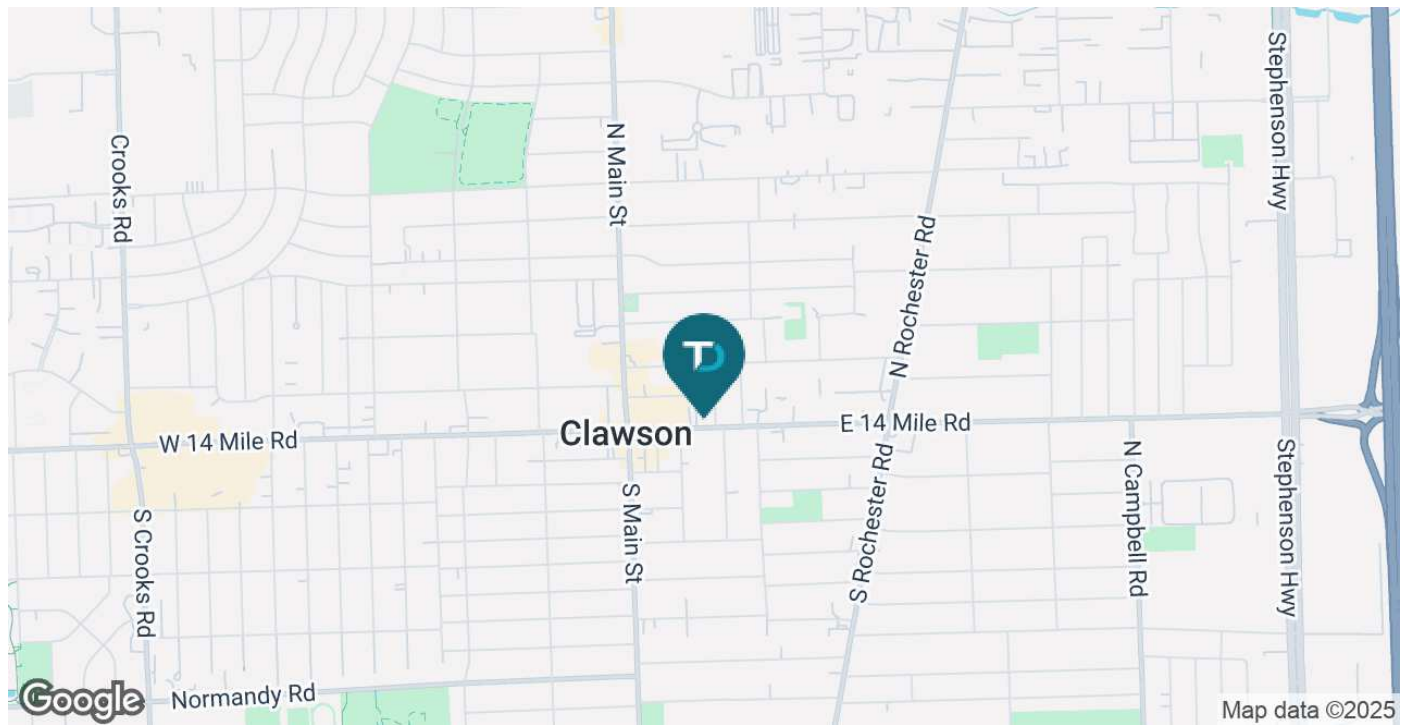 Crooks Rd
N Main St
Stephenson Hwy
N Rochester Rd
TD
W 14 Mile Rd
Clawson
E 14 Mile Rd
S Crooks Rd
S Main St
S Rochester Rd
N Campbell Rd
Stephenson Hwy
Normandy Rd
Google
Map data ©2025